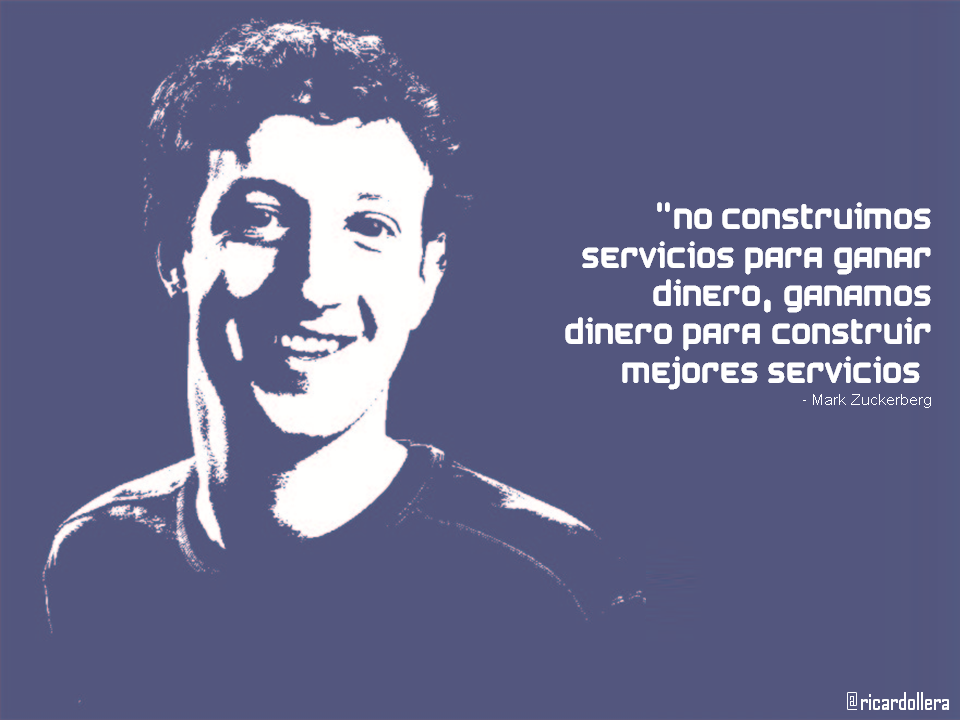 "no construimos
servicios para ganar
dinero, ganamos
dinero para construir
mejores servicios
- Mark Zuckerberg
@ricardollera